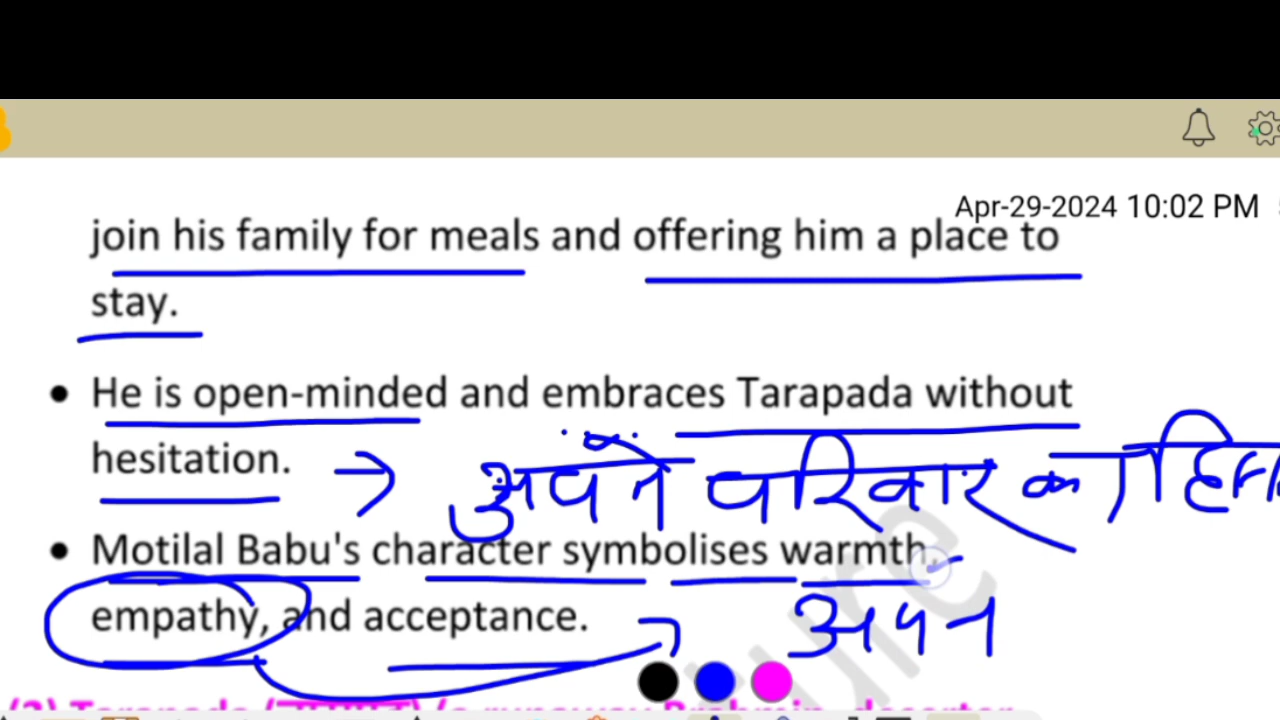 Apr-29-2024 10:02 PM
join his family for meals and offering him a place to
stay.
• He is open-minded and embraces Tarapada without
hesitation. → अपने परिवार का
• Motilal Babu's character symbolises warmth,
empathy, and acceptance. → अपन